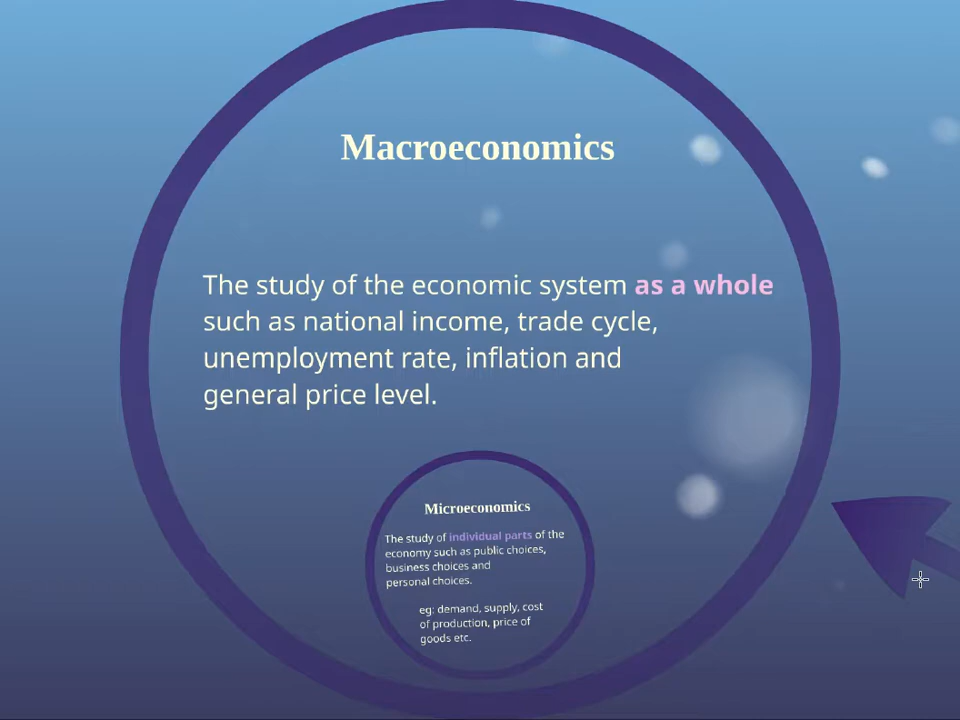 Macroeconomics
The study of the economic system as a whole
such as national income, trade cycle,
unemployment rate, inflation and
general price level.
Microeconomics
The study of individual parts of the
economy such as public choices,
business choices and
personal choices.
eg: demand, supply, cost
of production, price of
goods etc.